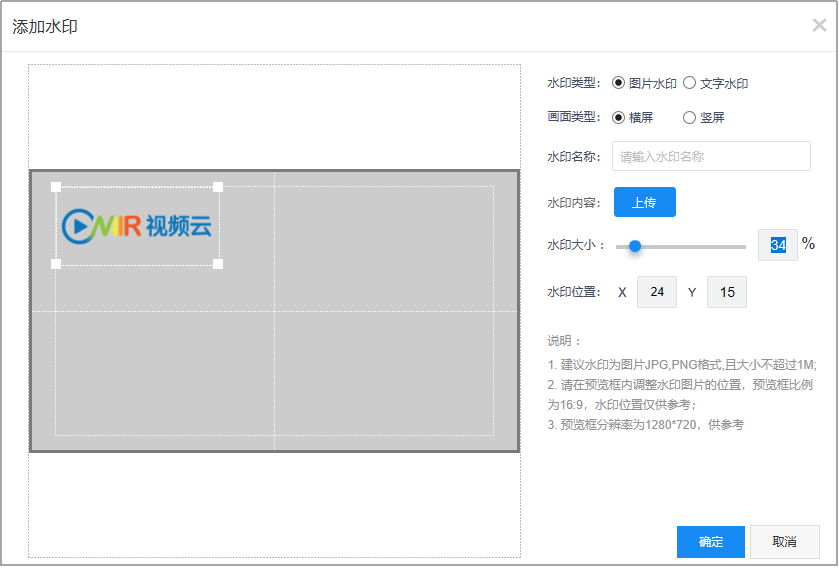 添加水印
水印类型： 图片水印 文字水印
画面类型： 横屏 竖屏
水印名称： 请输入水印名称
水印内容： 上传
水印大小： 34 %
水印位置： X 24 Y 15
CNVIR 视频云
说明：
1. 建议水印为图片JPG,PNG格式,且大小不超过1M;
2. 请在预览框内调整水印图片的位置，预览框比例
为16:9，水印位置仅供参考；
3. 预览框分辨率为1280*720，供参考
确定 取消